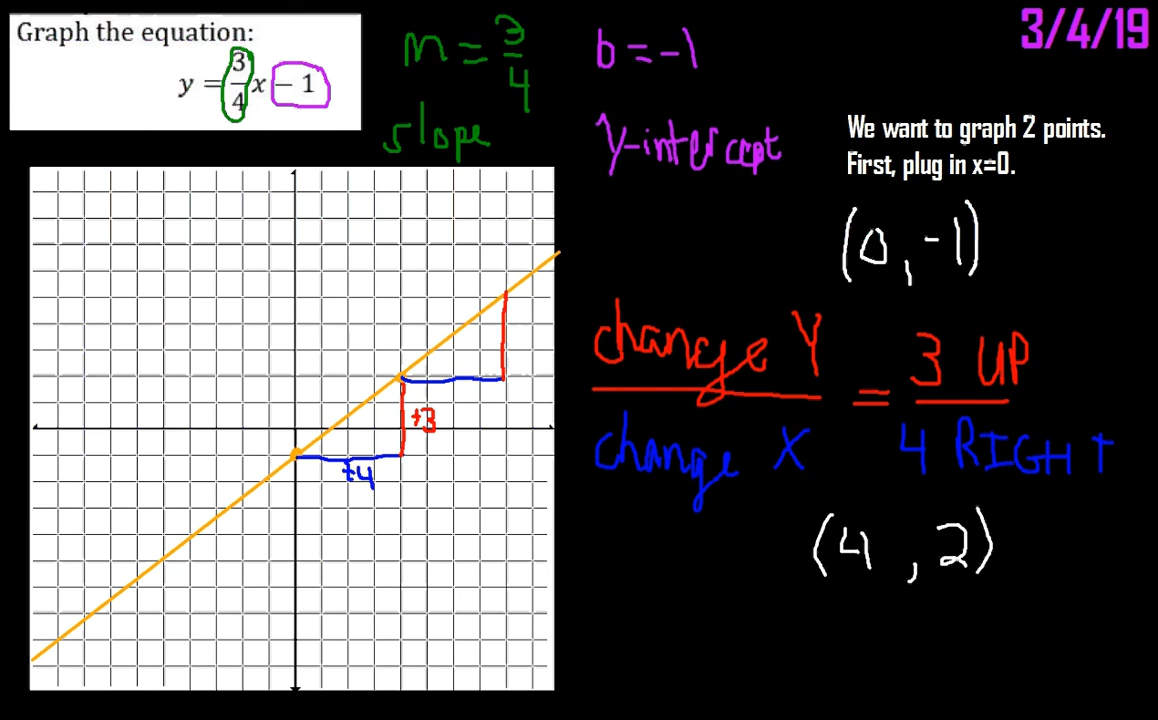 Graph the equation:
y = 3/4 x − 1
m = 3/4
slope
b = -1
Y-intercept
3/4/19
We want to graph 2 points.
First, plug in x=0.
(0, -1)
change Y / change X = 3 UP / 4 RIGHT
(4, 2)
+3
+4